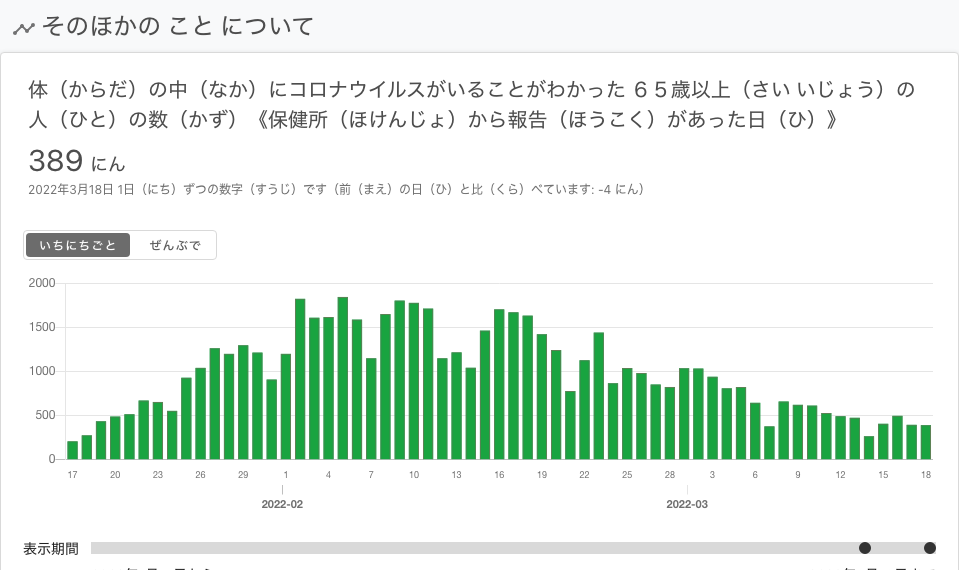 そのほかの こと について
体（からだ）の中（なか）にコロナウイルスがいることがわかった ６５歳以上（さい いじょう）の
人（ひと）の数（かず）《保健所（ほけんじょ）から報告（ほうこく）があった日（ひ）》
389 にん
2022年3月18日 1日（にち）ずつの数字（すうじ）です（前（まえ）の日（ひ）と比（くら）べています: -4 にん）
いちにちごと ぜんぶで
2000
1500
1000
500
0
17 20 23 26 29 1 4 7 10 13 16 19 22 25 28 3 6 9 12 15 18
2022-02 2022-03
表示期間